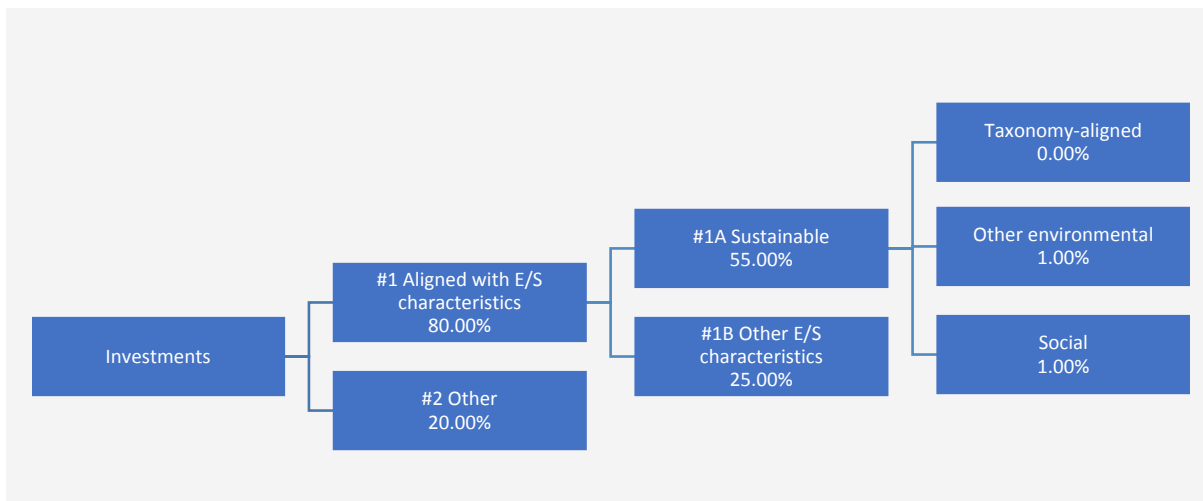 Investments
#1 Aligned with E/S
characteristics
80.00%
#2 Other
20.00%
#1A Sustainable
55.00%
#1B Other E/S
characteristics
25.00%
Taxonomy-aligned
0.00%
Other environmental
1.00%
Social
1.00%